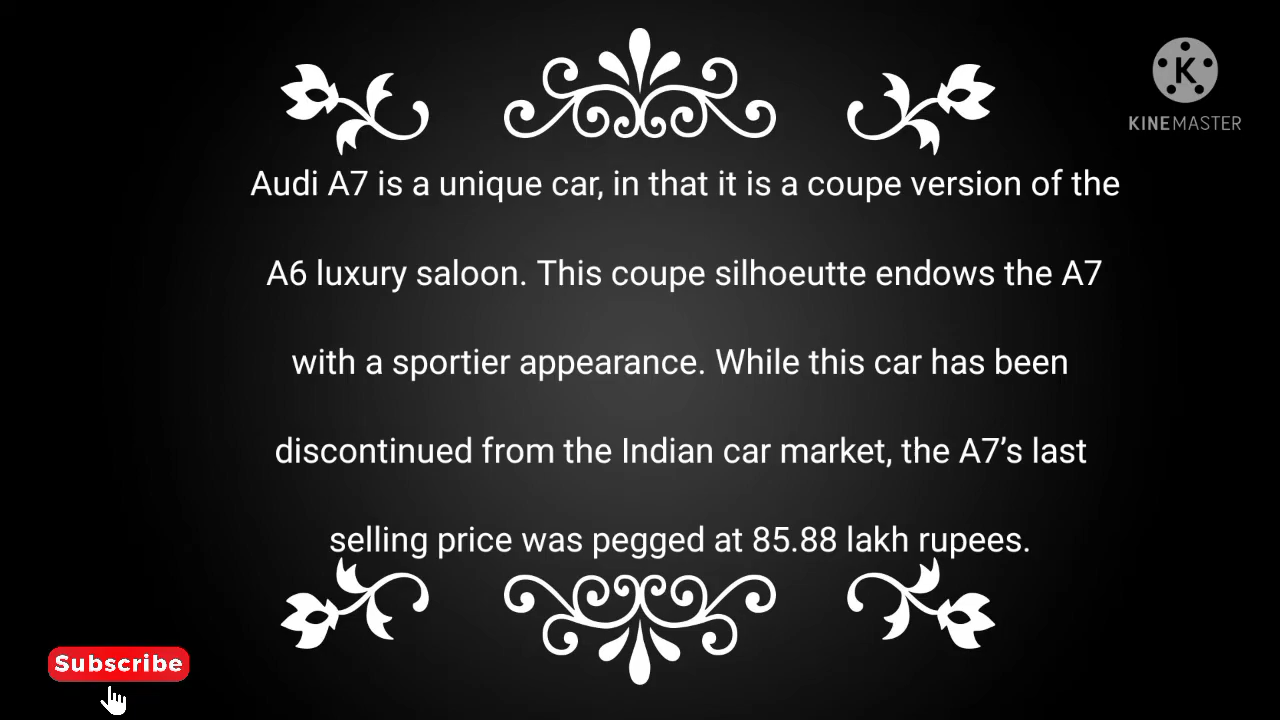 K
KINEMASTER
Audi A7 is a unique car, in that it is a coupe version of the
A6 luxury saloon. This coupe silhoeutte endows the A7
with a sportier appearance. While this car has been
discontinued from the Indian car market, the A7’s last
selling price was pegged at 85.88 lakh rupees.
Subscribe